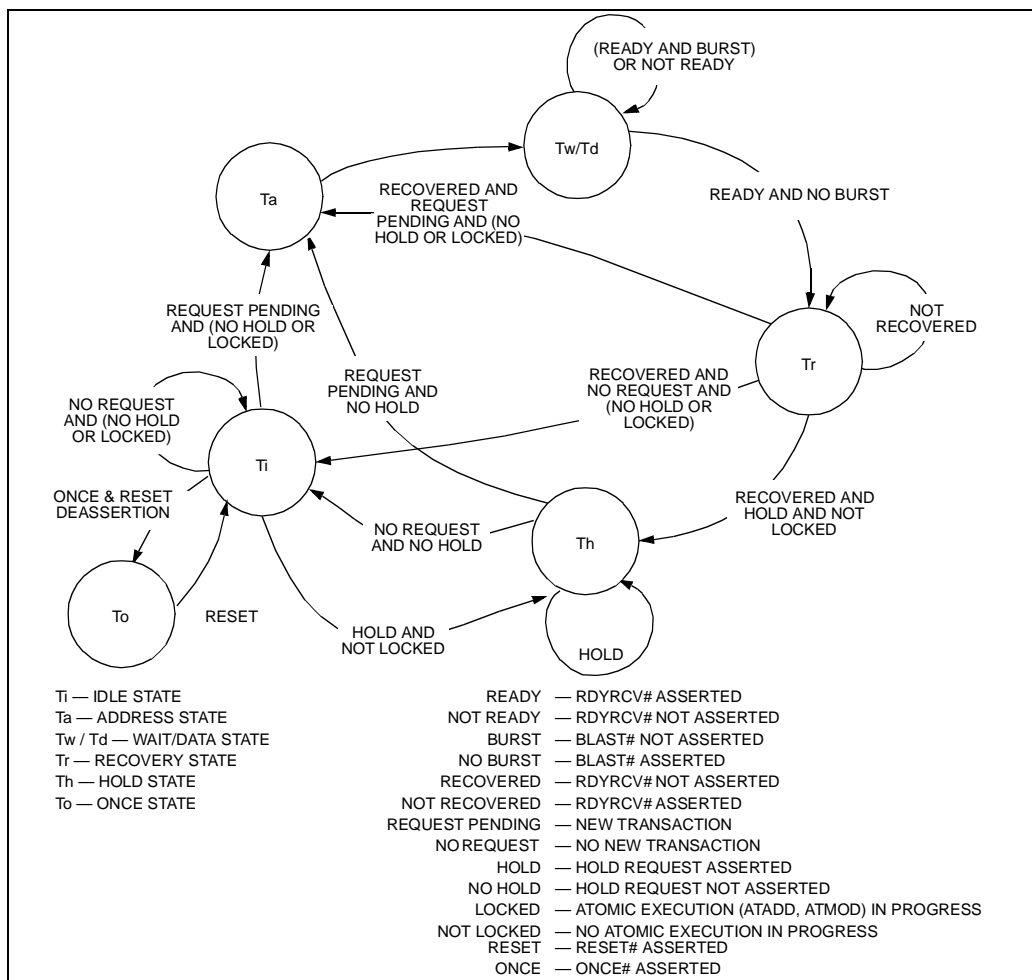 (READY AND BURST)
OR NOT READY
Tw/Td
Ta
RECOVERED AND
REQUEST
PENDING AND (NO
HOLD OR LOCKED)
READY AND NO BURST
REQUEST PENDING
AND (NO HOLD OR
LOCKED)
NOT
RECOVERED
Tr
REQUEST
PENDING AND
NO HOLD
RECOVERED AND
NO REQUEST AND
(NO HOLD OR
LOCKED)
NO REQUEST
AND (NO HOLD
OR LOCKED)
Ti
ONCE & RESET
DEASSERTION
NO REQUEST
AND NO HOLD
Th
RECOVERED AND
HOLD AND NOT
LOCKED
To
RESET
HOLD AND
NOT LOCKED
HOLD
Ti — IDLE STATE
Ta — ADDRESS STATE
Tw / Td — WAIT/DATA STATE
Tr — RECOVERY STATE
Th — HOLD STATE
To — ONCE STATE
READY — RDYRCV# ASSERTED
NOT READY — RDYRCV# NOT ASSERTED
BURST — BLAST# NOT ASSERTED
NO BURST — BLAST# ASSERTED
RECOVERED — RDYRCV# NOT ASSERTED
NOT RECOVERED — RDYRCV# ASSERTED
REQUEST PENDING — NEW TRANSACTION
NO REQUEST — NO NEW TRANSACTION
HOLD — HOLD REQUEST ASSERTED
NO HOLD — HOLD REQUEST NOT ASSERTED
LOCKED — ATOMIC EXECUTION (ATADD, ATMOD) IN PROGRESS
NOT LOCKED — NO ATOMIC EXECUTION IN PROGRESS
RESET — RESET# ASSERTED
ONCE — ONCE# ASSERTED